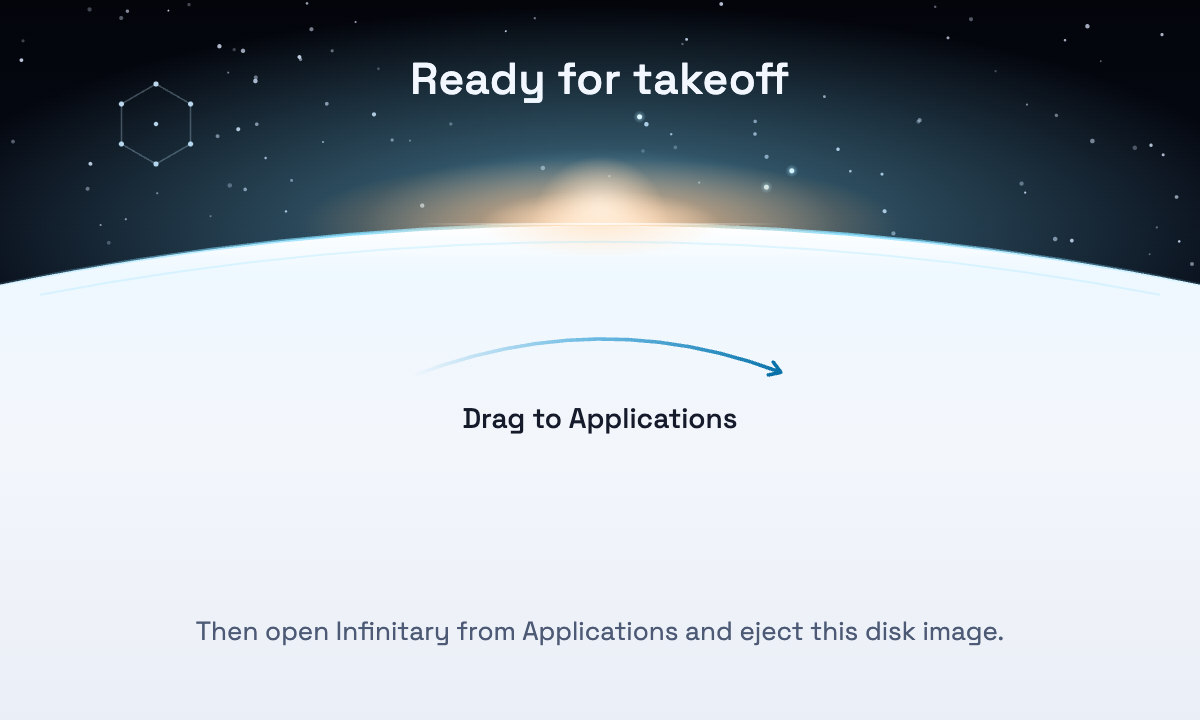 Ready for takeoff
Drag to Applications
Then open Infinitary from Applications and eject this disk image.